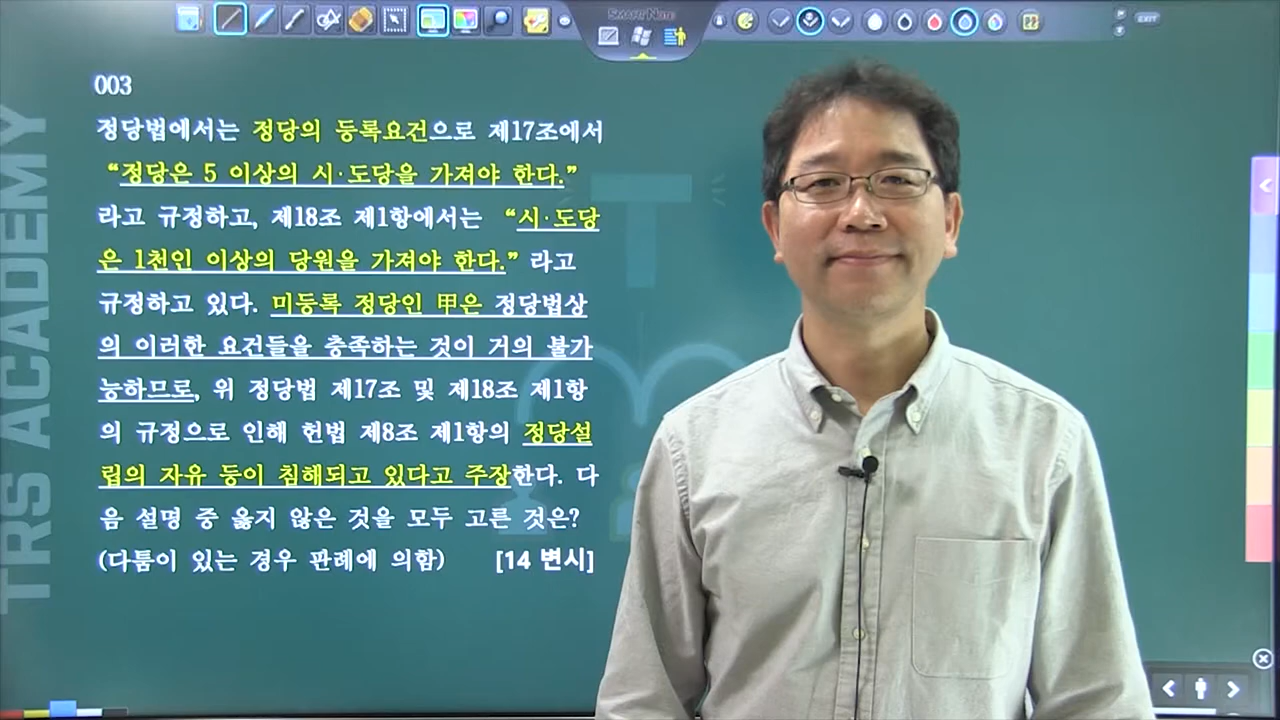 SMART NOTE
EXIT
TRS ACADEMY
003
정당법에서는 정당의 등록요건으로 제17조에서
“정당은 5 이상의 시·도당을 가져야 한다.”
라고 규정하고, 제18조 제1항에서는 “시·도당
은 1천인 이상의 당원을 가져야 한다.” 라고
규정하고 있다. 미등록 정당인 甲은 정당법상
의 이러한 요건들을 충족하는 것이 거의 불가
능하므로, 위 정당법 제17조 및 제18조 제1항
의 규정으로 인해 헌법 제8조 제1항의 정당설
립의 자유 등이 침해되고 있다고 주장한다. 다
음 설명 중 옳지 않은 것을 모두 고른 것은?
(다툼이 있는 경우 판례에 의함) [14 변시]